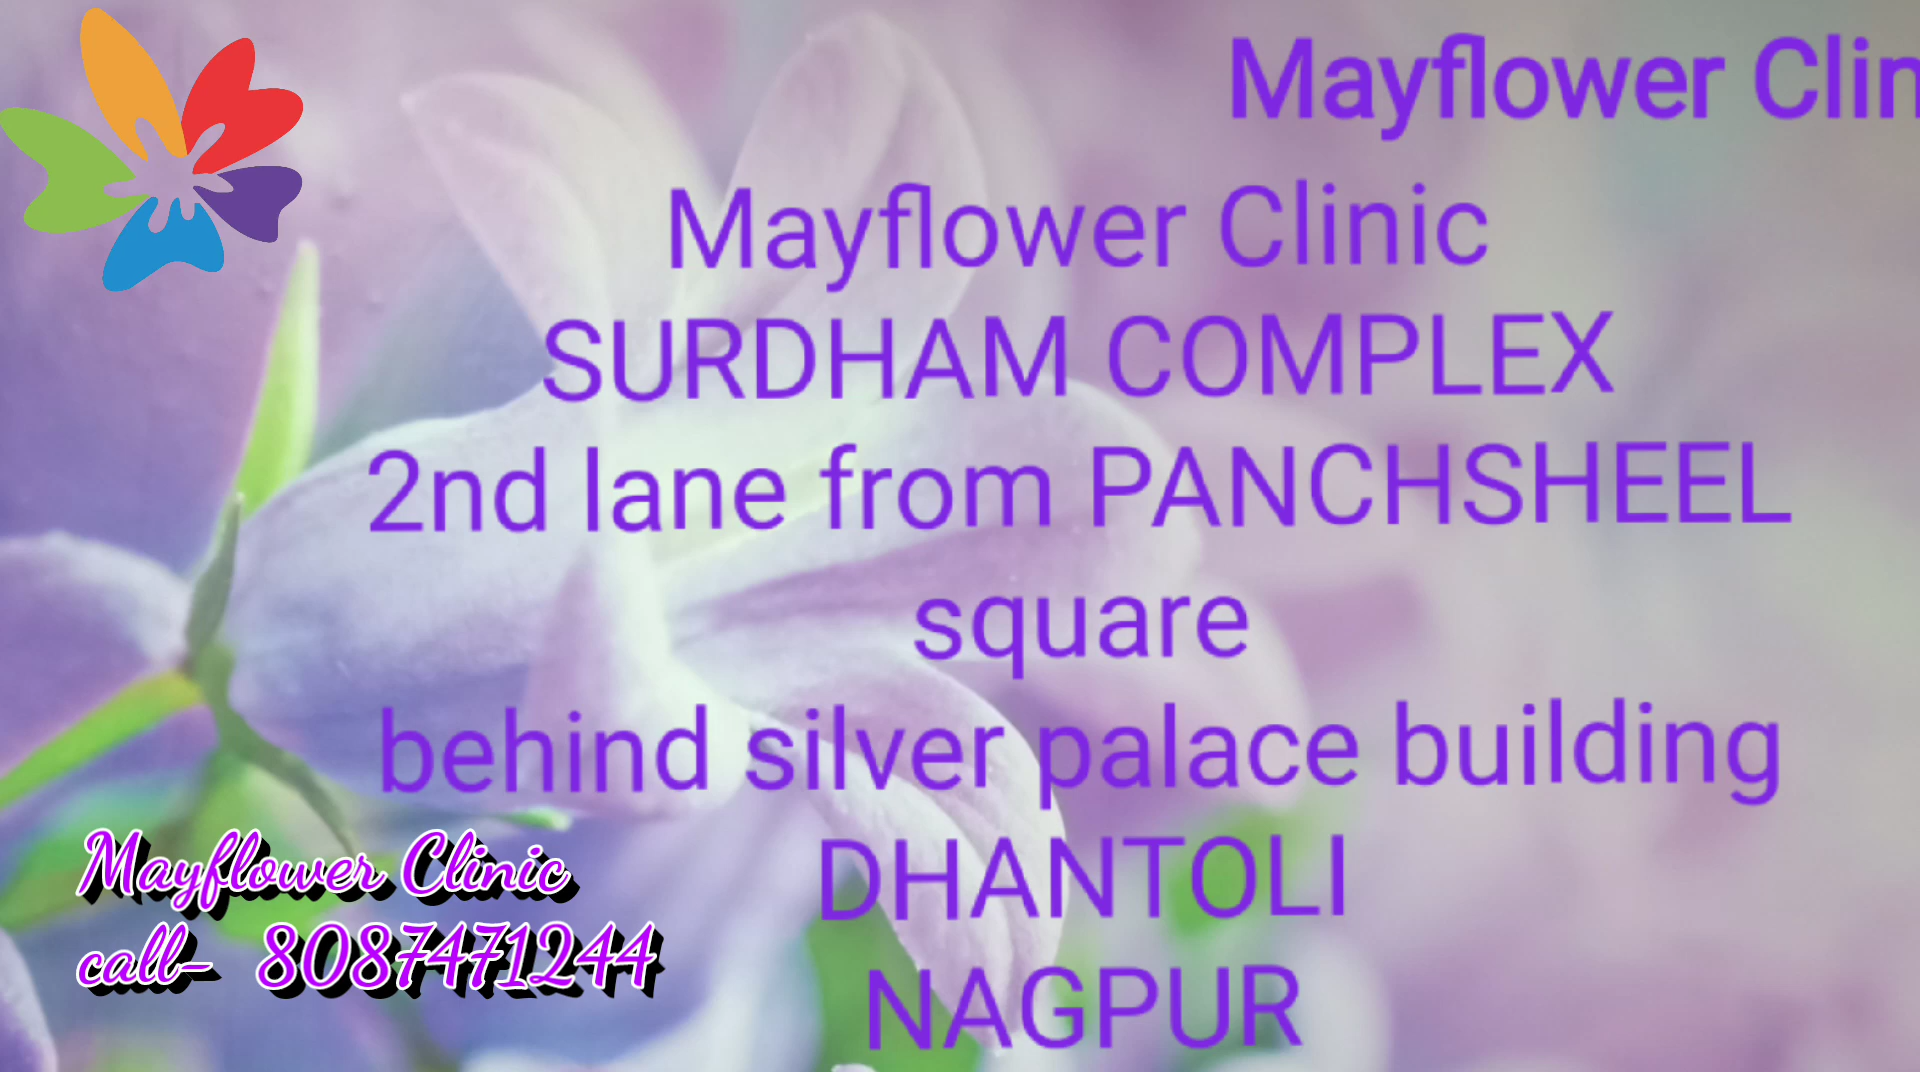 Mayflower Clin
Mayflower Clinic
SURDHAM COMPLEX
2nd lane from PANCHSHEEL
square
behind silver palace building
DHANTOLI
NAGPUR
Mayflower Clinic
call- 8087471244